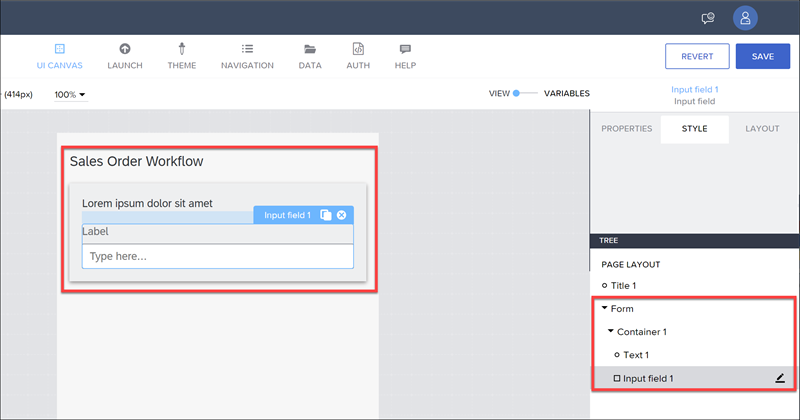 UI CANVAS LAUNCH THEME NAVIGATION DATA AUTH HELP REVERT SAVE
(414px) 100% VIEW VARIABLES
Input field 1
Input field
PROPERTIES STYLE LAYOUT
Sales Order Workflow
Lorem ipsum dolor sit amet
Input field 1
Label
Type here...
TREE
PAGE LAYOUT
Title 1
Form
Container 1
Text 1
Input field 1